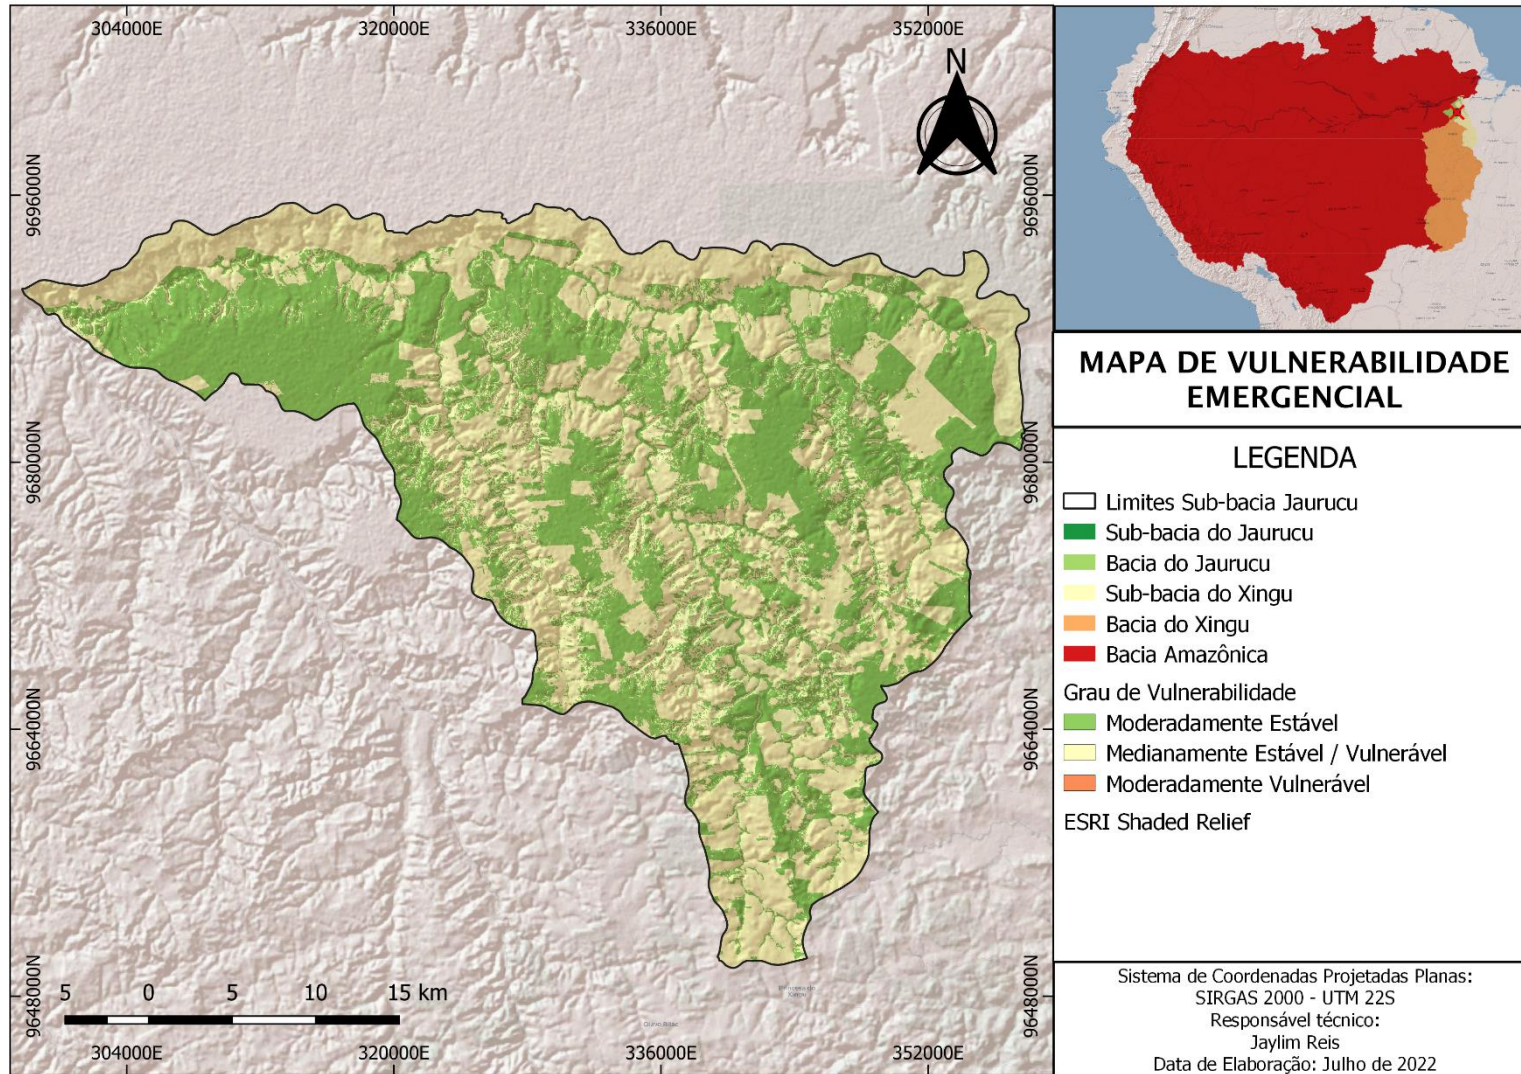 304000E
320000E
336000E
352000E
N
9696000N
9696000N
9680000N
9680000N
9664000N
9664000N
9648000N
9648000N
5 0 5 10 15 km
304000E
320000E
336000E
352000E
MAPA DE VULNERABILIDADE
EMERGENCIAL
LEGENDA
Limites Sub-bacia Jaurucu
Sub-bacia do Jaurucu
Bacia do Jaurucu
Sub-bacia do Xingu
Bacia do Xingu
Bacia Amazônica
Grau de Vulnerabilidade
Moderadamente Estável
Medianamente Estável / Vulnerável
Moderadamente Vulnerável
ESRI Shaded Relief
Sistema de Coordenadas Projetadas Planas:
SIRGAS 2000 - UTM 22S
Responsável técnico:
Jaylim Reis
Data de Elaboração: Julho de 2022